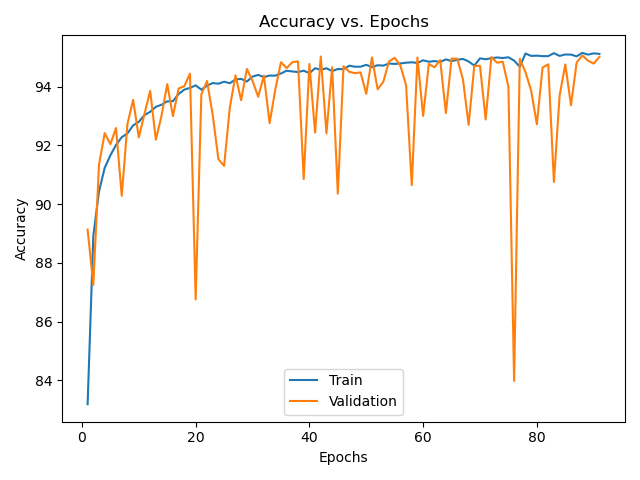 Accuracy vs. Epochs
Accuracy
94
92
90
88
86
84
Train
Validation
0 20 40 60 80
Epochs